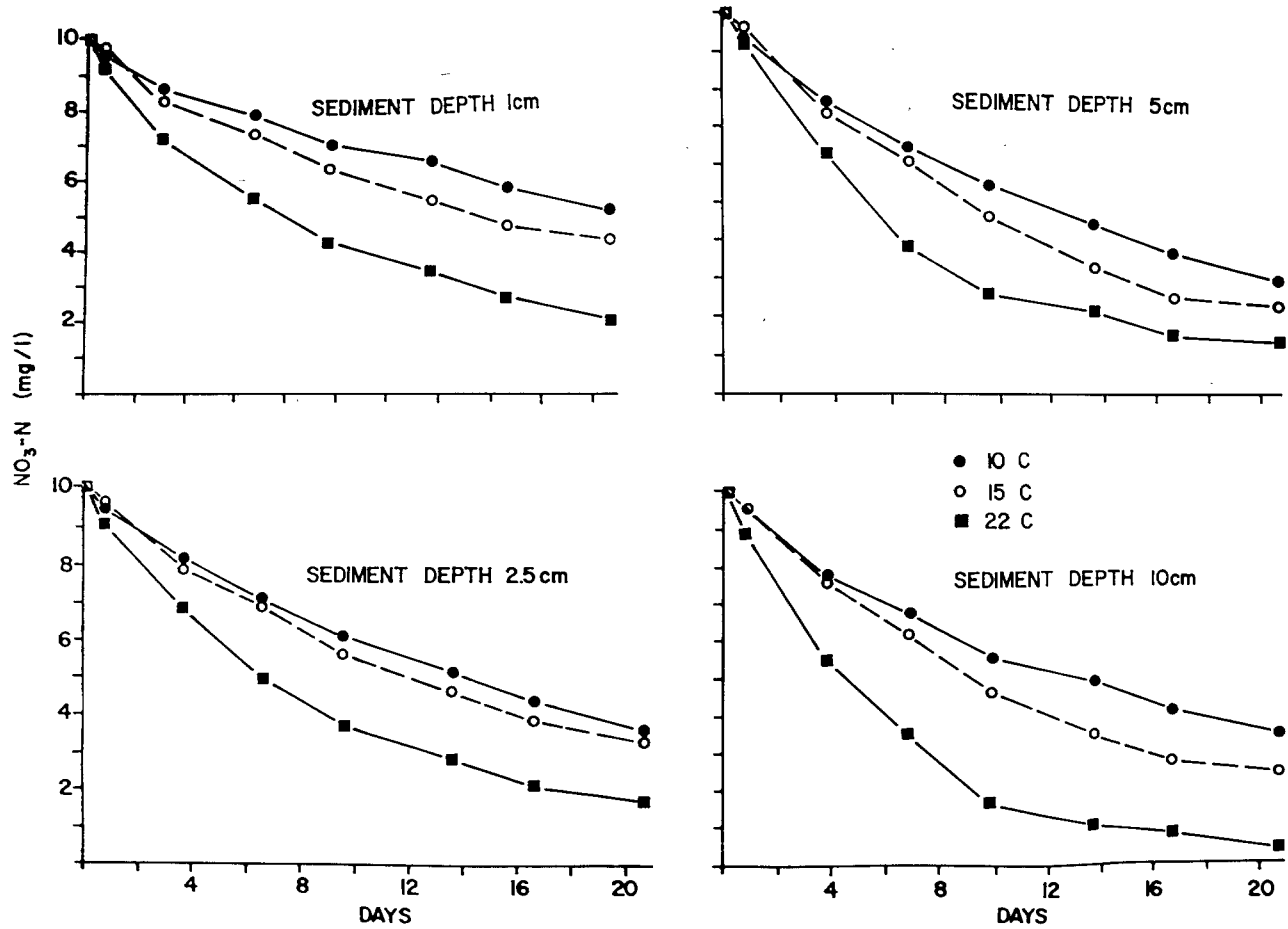 10
8
6
4
2
SEDIMENT DEPTH 1cm
SEDIMENT DEPTH 5cm
NO3-N (mg/l)
10
8
6
4
2
SEDIMENT DEPTH 2.5cm
4 8 12 16 20
DAYS
● 10 C
○ 15 C
■ 22 C
SEDIMENT DEPTH 10cm
4 8 12 16 20
DAYS